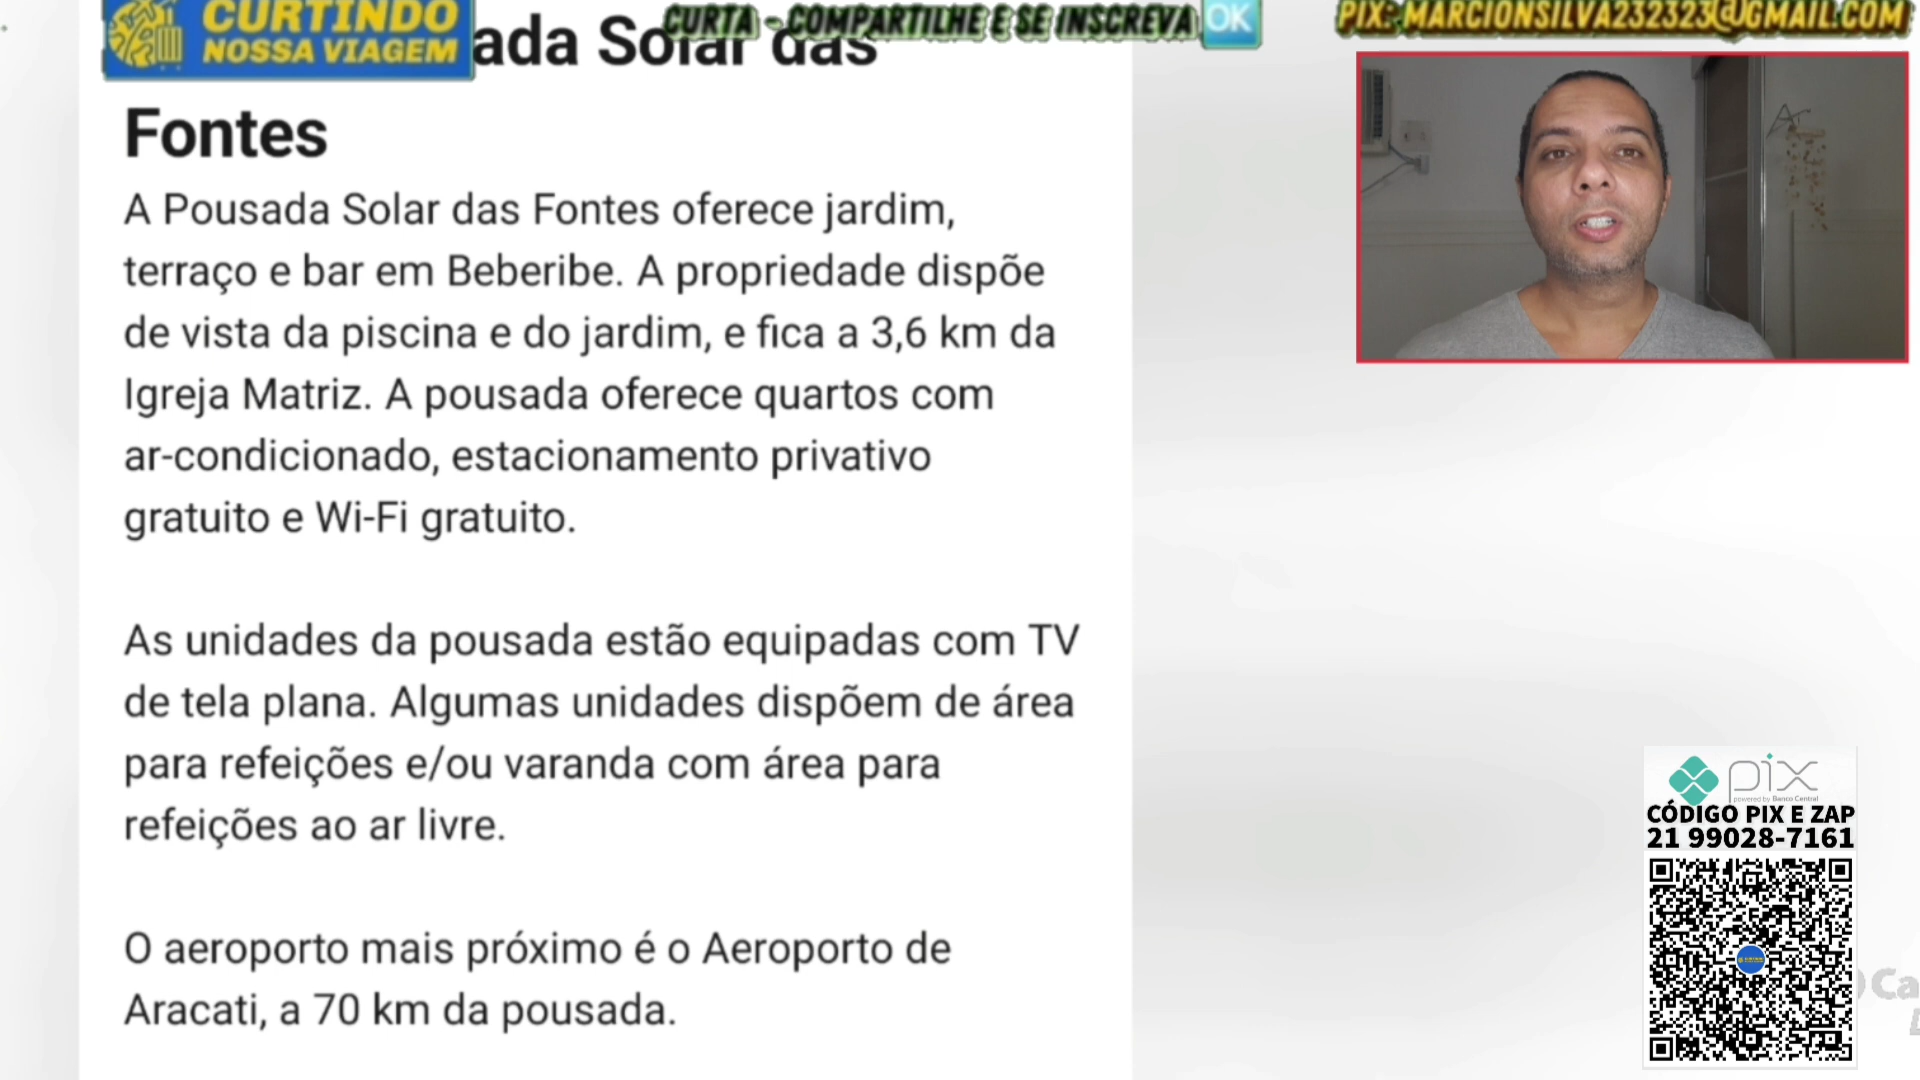 CURTINDO
NOSSA VIAGEM
CURTA - COMPARTILHE E SE INSCREVA OK
PIX: MARCIONSILVA232323@GMAIL.COM
ada Solar das
Fontes
A Pousada Solar das Fontes oferece jardim,
terraço e bar em Beberibe. A propriedade dispõe
de vista da piscina e do jardim, e fica a 3,6 km da
Igreja Matriz. A pousada oferece quartos com
ar-condicionado, estacionamento privativo
gratuito e Wi-Fi gratuito.
As unidades da pousada estão equipadas com TV
de tela plana. Algumas unidades dispõem de área
para refeições e/ou varanda com área para
refeições ao ar livre.
O aeroporto mais próximo é o Aeroporto de
Aracati, a 70 km da pousada.
pix
powered by Banco Central
CÓDIGO PIX E ZAP
21 99028-7161
Ca